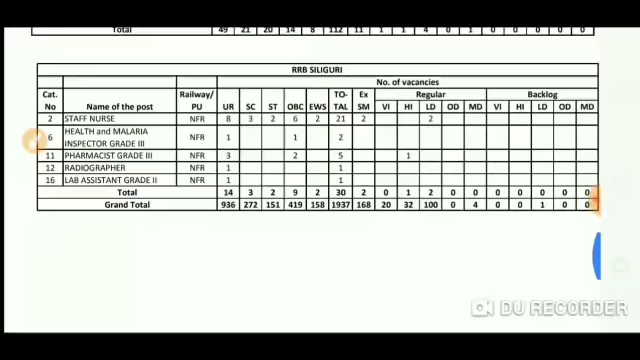 Total 49 21 20 14 8 112 11 1 1 4 0 1 0 0 0 0 0
RRB SILIGURI
No. of vacancies
Cat. No Name of the post Railway/ PU UR SC ST OBC EWS TO- TAL Ex SM Regular Backlog
VI HI LD OD MD VI HI LD OD MD
2 STAFF NURSE NFR 8 3 2 6 2 21 2 2
6 HEALTH and MALARIA INSPECTOR GRADE III NFR 1 1 2
11 PHARMACIST GRADE III NFR 3 2 5 1
12 RADIOGRAPHER NFR 1 1
16 LAB ASSISTANT GRADE II NFR 1 1
Total 14 3 2 9 2 30 2 0 1 2 0 0 0 0 0 0 0
Grand Total 936 272 151 419 158 1937 168 20 32 100 0 4 0 0 1 0 0
DU RECORDER